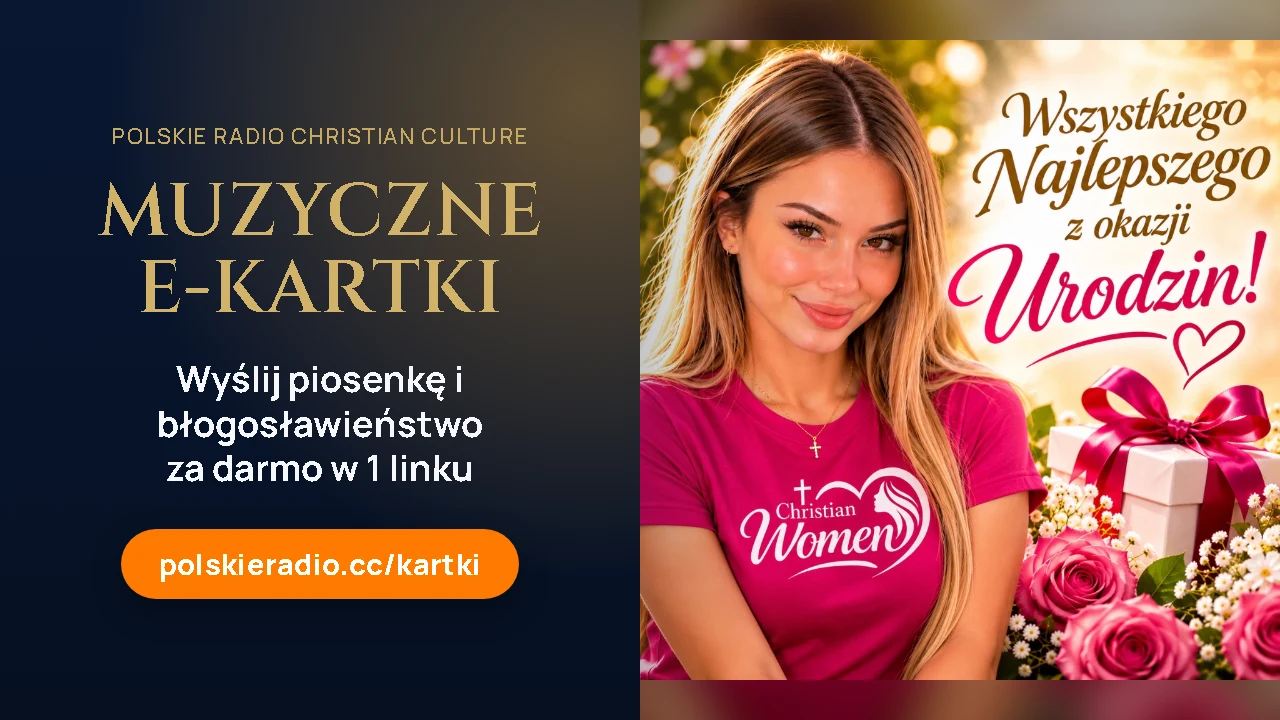 POLSKIE RADIO CHRISTIAN CULTURE
MUZYCZNE
E-KARTKI
Wyślij piosenkę i
błogosławieństwo
za darmo w 1 linku
polskieradio.cc/kartki
Wszystkiego
Najlepszego
z okazji
Urodzin!
Christian
Women